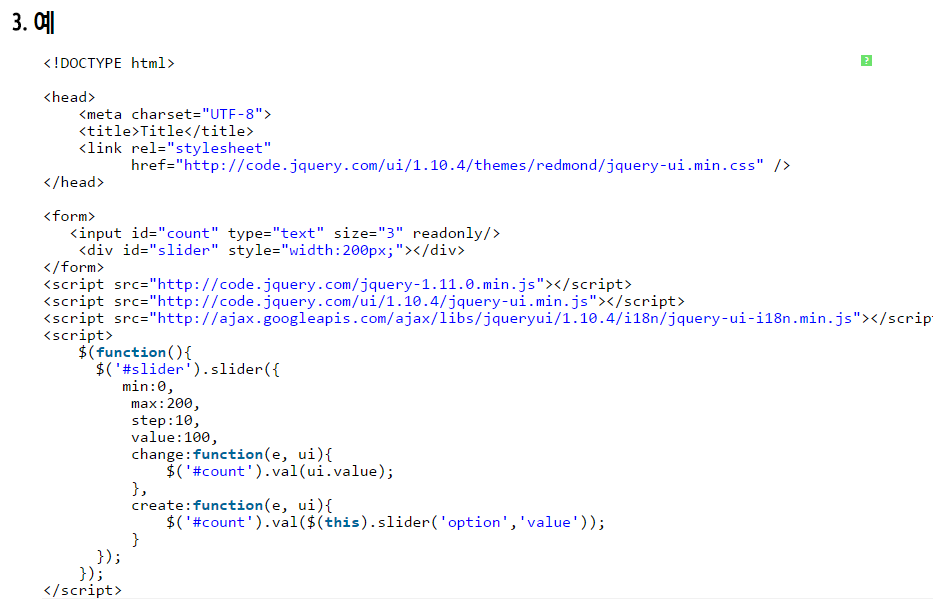 3. 예
<!DOCTYPE html>
?
<head>
<meta charset="UTF-8">
<title>Title</title>
<link rel="stylesheet"
href="http://code.jquery.com/ui/1.10.4/themes/redmond/jquery-ui.min.css" />
</head>
<form>
<input id="count" type="text" size="3" readonly/>
<div id="slider" style="width:200px;"></div>
</form>
<script src="http://code.jquery.com/jquery-1.11.0.min.js"></script>
<script src="http://code.jquery.com/ui/1.10.4/jquery-ui.min.js"></script>
<script src="http://ajax.googleapis.com/ajax/libs/jqueryui/1.10.4/i18n/jquery-ui-i18n.min.js"></scrip
<script>
$(function(){
$('#slider').slider({
min:0,
max:200,
step:10,
value:100,
change:function(e, ui){
$('#count').val(ui.value);
},
create:function(e, ui){
$('#count').val($(this).slider('option','value'));
}
});
});
</script>